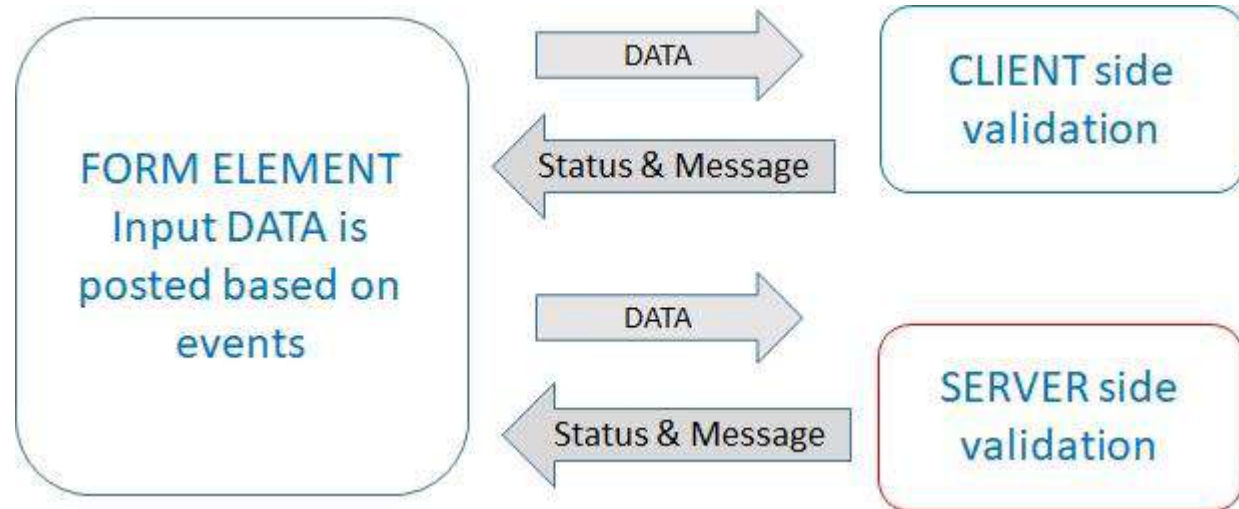 FORM ELEMENT
Input DATA is
posted based on
events
DATA
Status & Message
CLIENT side
validation
DATA
Status & Message
SERVER side
validation